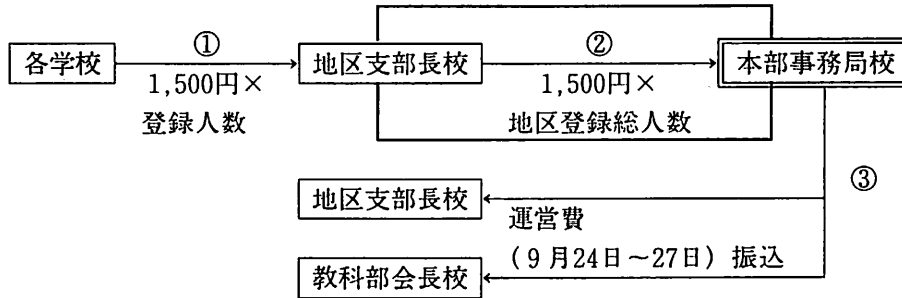 ①
②
各学校
地区支部長校
本部事務局校
1,500円×
登録人数
1,500円×
地区登録総人数
③
地区支部長校
運営費
(9月24日～27日) 振込
教科部会長校